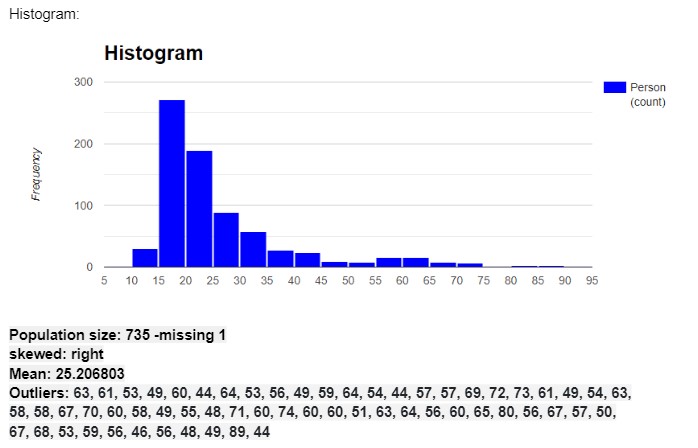 Histogram:
Histogram
300
200
100
0
Frequency
5 10 15 20 25 30 35 40 45 50 55 60 65 70 75 80 85 90 95
Person
(count)
Population size: 735 -missing 1
skewed: right
Mean: 25.206803
Outliers: 63, 61, 53, 49, 60, 44, 64, 53, 56, 49, 59, 64, 54, 44, 57, 57, 69, 72, 73, 61, 49, 54, 63,
58, 58, 67, 70, 60, 58, 49, 55, 48, 71, 60, 74, 60, 60, 51, 63, 64, 56, 60, 65, 80, 56, 67, 57, 50,
67, 68, 53, 59, 56, 46, 56, 48, 49, 89, 44